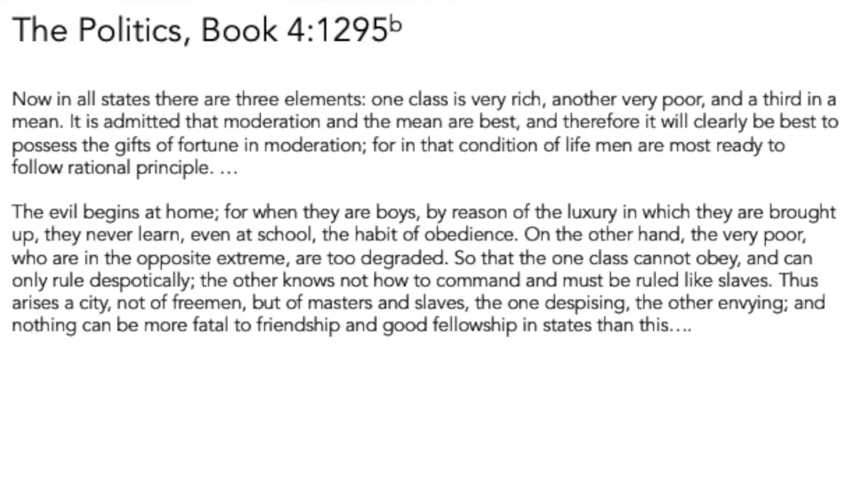 The Politics, Book 4:1295ᵇ
Now in all states there are three elements: one class is very rich, another very poor, and a third in a
mean. It is admitted that moderation and the mean are best, and therefore it will clearly be best to
possess the gifts of fortune in moderation; for in that condition of life men are most ready to
follow rational principle. …
The evil begins at home; for when they are boys, by reason of the luxury in which they are brought
up, they never learn, even at school, the habit of obedience. On the other hand, the very poor,
who are in the opposite extreme, are too degraded. So that the one class cannot obey, and can
only rule despotically; the other knows not how to command and must be ruled like slaves. Thus
arises a city, not of freemen, but of masters and slaves, the one despising, the other envying; and
nothing can be more fatal to friendship and good fellowship in states than this….